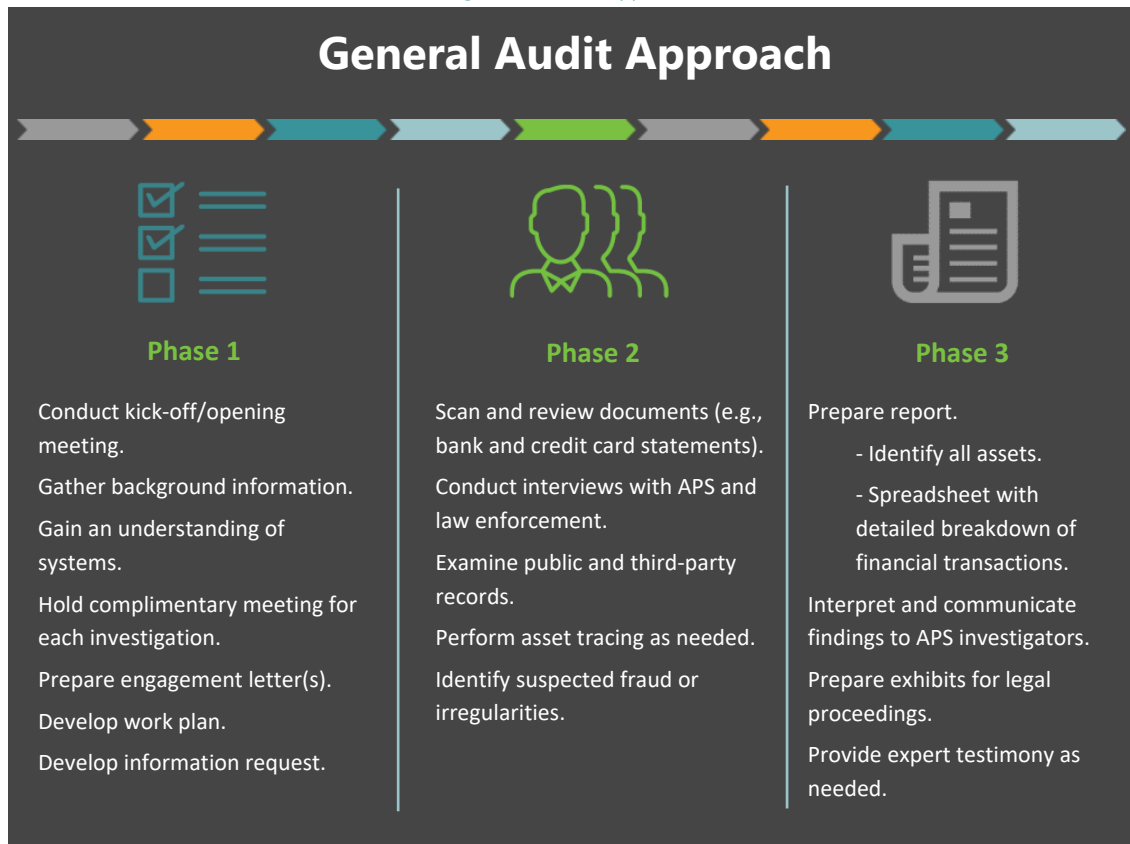 General Audit Approach
Phase 1
Conduct kick-off/opening
meeting.
Gather background information.
Gain an understanding of
systems.
Hold complimentary meeting for
each investigation.
Prepare engagement letter(s).
Develop work plan.
Develop information request.
Phase 2
Scan and review documents (e.g.,
bank and credit card statements).
Conduct interviews with APS and
law enforcement.
Examine public and third-party
records.
Perform asset tracing as needed.
Identify suspected fraud or
irregularities.
Phase 3
Prepare report.
- Identify all assets.
- Spreadsheet with
detailed breakdown of
financial transactions.
Interpret and communicate
findings to APS investigators.
Prepare exhibits for legal
proceedings.
Provide expert testimony as
needed.